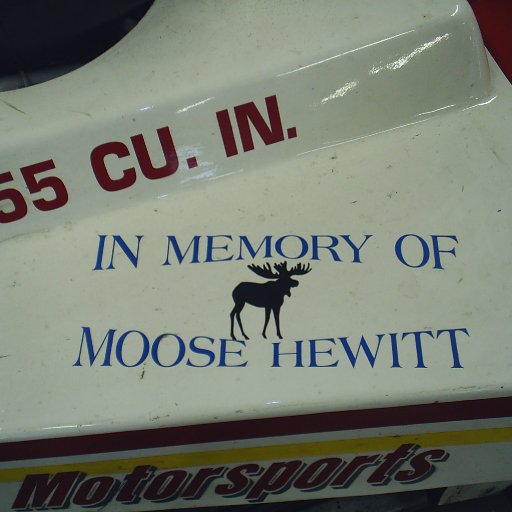 55 CU. IN.
IN MEMORY OF
MOOSE HEWITT
Motorsports